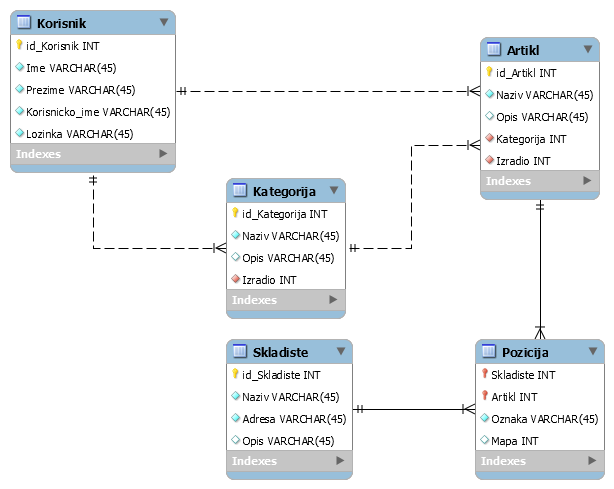 Korisnik
id_Korisnik INT
Ime VARCHAR(45)
Prezime VARCHAR(45)
Korisnicko_ime VARCHAR(45)
Lozinka VARCHAR(45)
Indexes
Artikl
id_Artikl INT
Naziv VARCHAR(45)
Opis VARCHAR(45)
Kategorija INT
Izradio INT
Indexes
Kategorija
id_Kategorija INT
Naziv VARCHAR(45)
Opis VARCHAR(45)
Izradio INT
Indexes
Skladiste
id_Skladiste INT
Naziv VARCHAR(45)
Adresa VARCHAR(45)
Opis VARCHAR(45)
Indexes
Pozicija
Skladiste INT
Artikl INT
Oznaka VARCHAR(45)
Mapa INT
Indexes